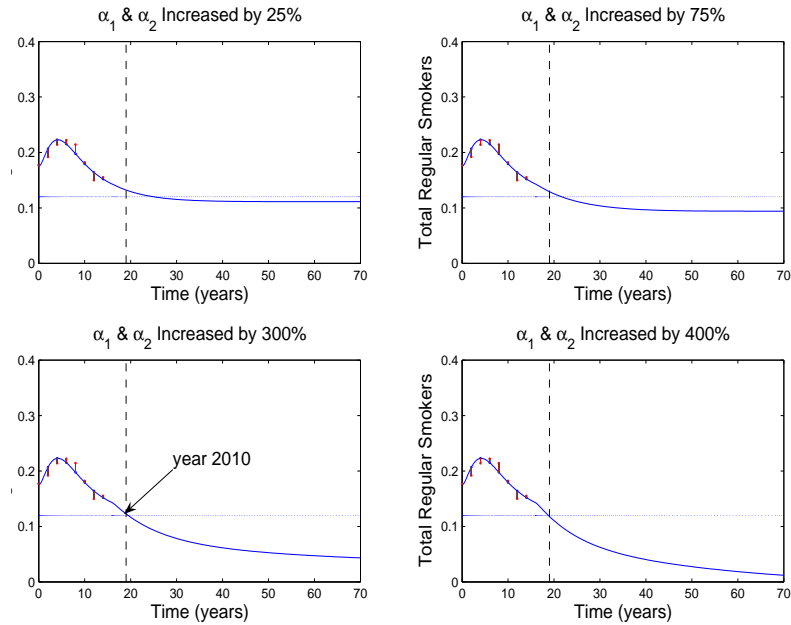 α1 & α2 Increased by 25%
0.4
0.3
0.2
0.1
0
0 10 20 30 40 50 60 70
Time (years)
α1 & α2 Increased by 75%
Total Regular Smokers
0.4
0.3
0.2
0.1
0
0 10 20 30 40 50 60 70
Time (years)
α1 & α2 Increased by 300%
0.4
0.3
0.2
0.1
0
year 2010
0 10 20 30 40 50 60 70
Time (years)
α1 & α2 Increased by 400%
Total Regular Smokers
0.4
0.3
0.2
0.1
0
0 10 20 30 40 50 60 70
Time (years)